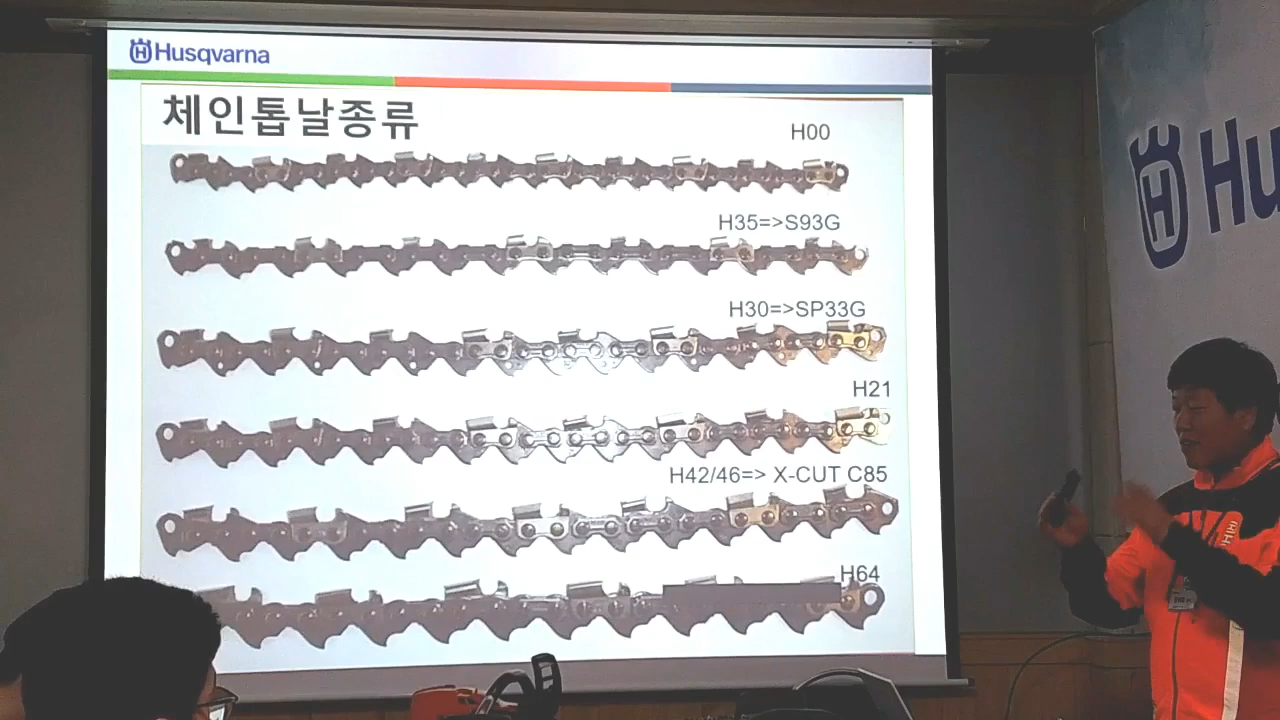 Husqvarna
체인톱날종류
H00
H35=>S93G
H30=>SP33G
H21
H42/46=> X-CUT C85
H64
H
Hu